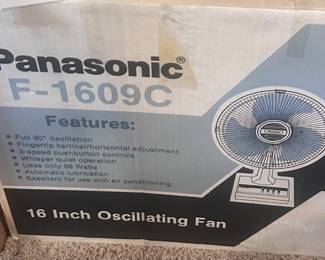 Panasonic®
F-1609C
Features:
• Full 90° oscillation
• Fingertip vertical/horizontal adjustment
• 3-speed pushbutton controls
• Whisper quiet operation
• Uses only 58 Watts
• Automatic lubrication
• Excellent for use with air conditioning
16 Inch Oscillating Fan